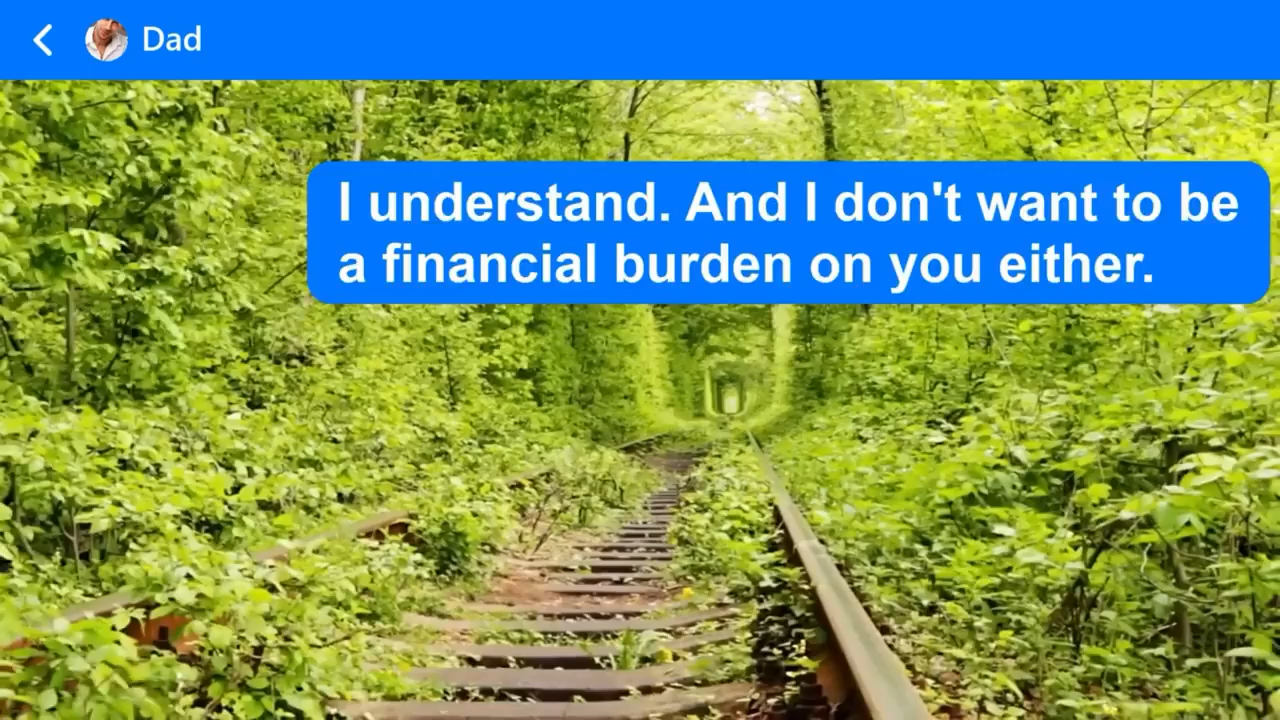 Dad
I understand. And I don't want to be
a financial burden on you either.